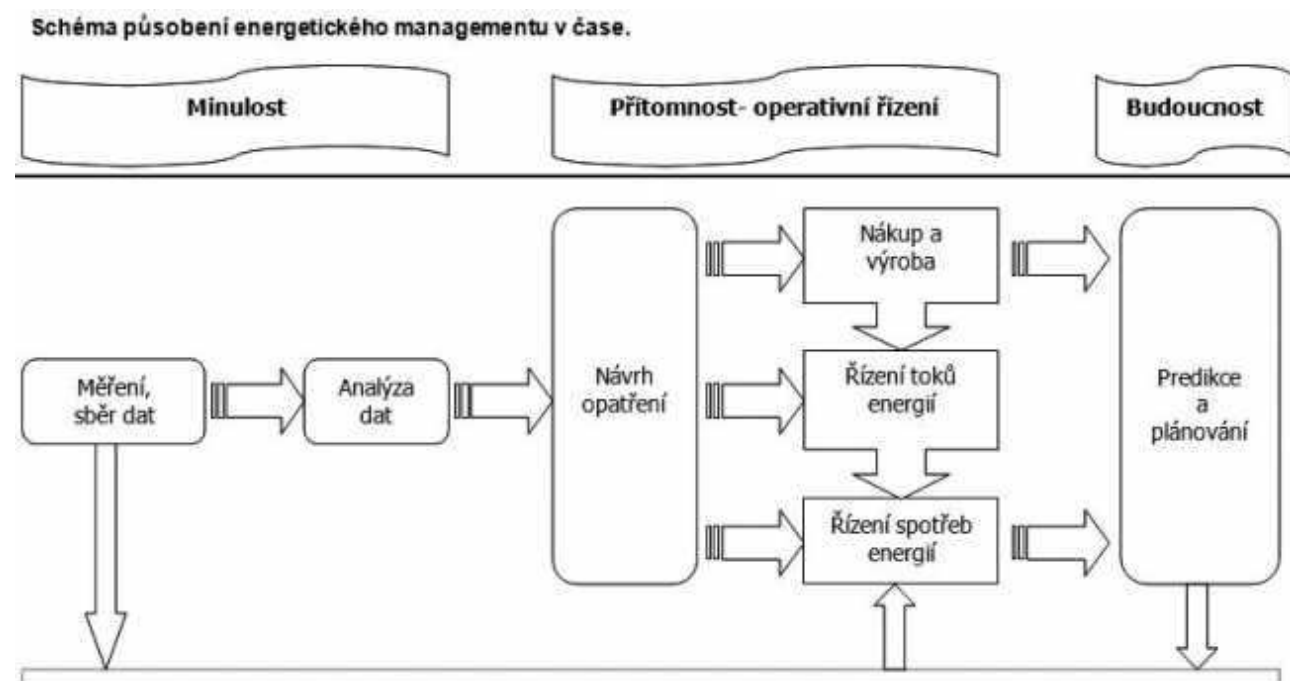 Schéma působení energetického managementu v čase.
Minulost
Přítomnost- operativní řízení
Budoucnost
Nákup a
výroba
Měření,
sběr dat
Analýza
dat
Návrh
opatření
Řízení toků
energií
Predikce
a
plánování
Řízení spotřeb
energií